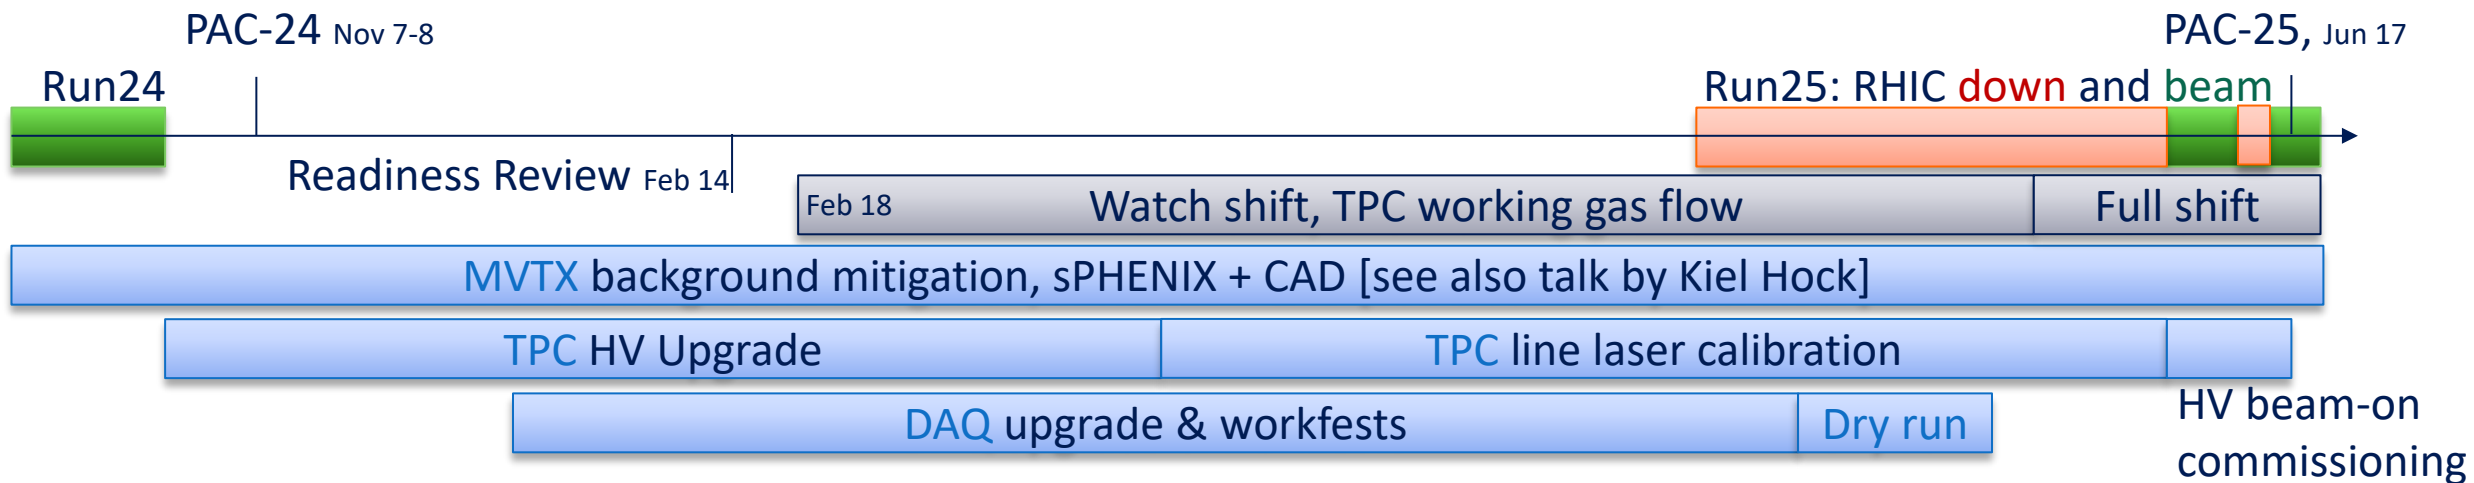 PAC-24 Nov 7-8
PAC-25, Jun 17
Run24
Run25: RHIC down and beam
Readiness Review Feb 14
Feb 18
Watch shift, TPC working gas flow
Full shift
MVTX background mitigation, sPHENIX + CAD [see also talk by Kiel Hock]
TPC HV Upgrade
TPC line laser calibration
DAQ upgrade & workfests
Dry run
HV beam-on
commissioning